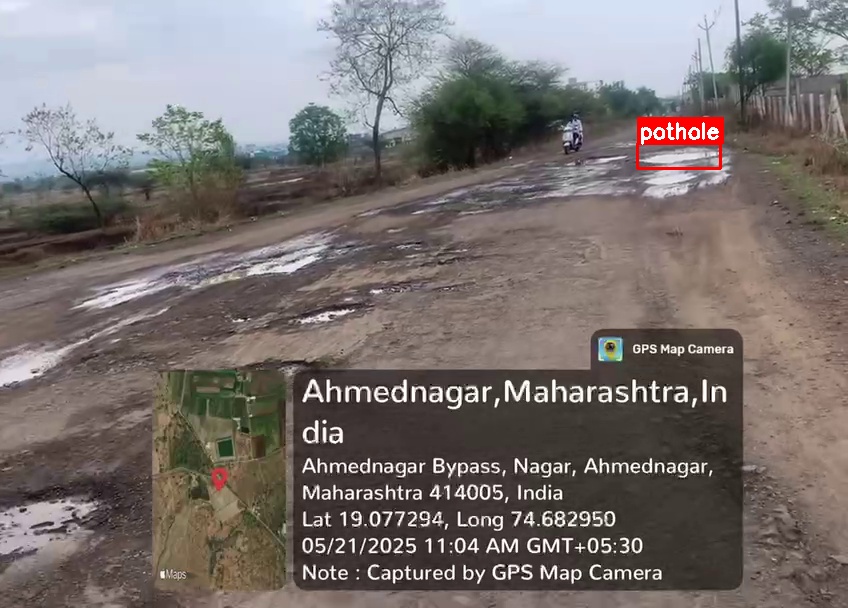 pothole
GPS Map Camera
Ahmednagar,Maharashtra,In
dia
Ahmednagar Bypass, Nagar, Ahmednagar,
Maharashtra 414005, India
Lat 19.077294, Long 74.682950
05/21/2025 11:04 AM GMT+05:30
Note : Captured by GPS Map Camera
Maps